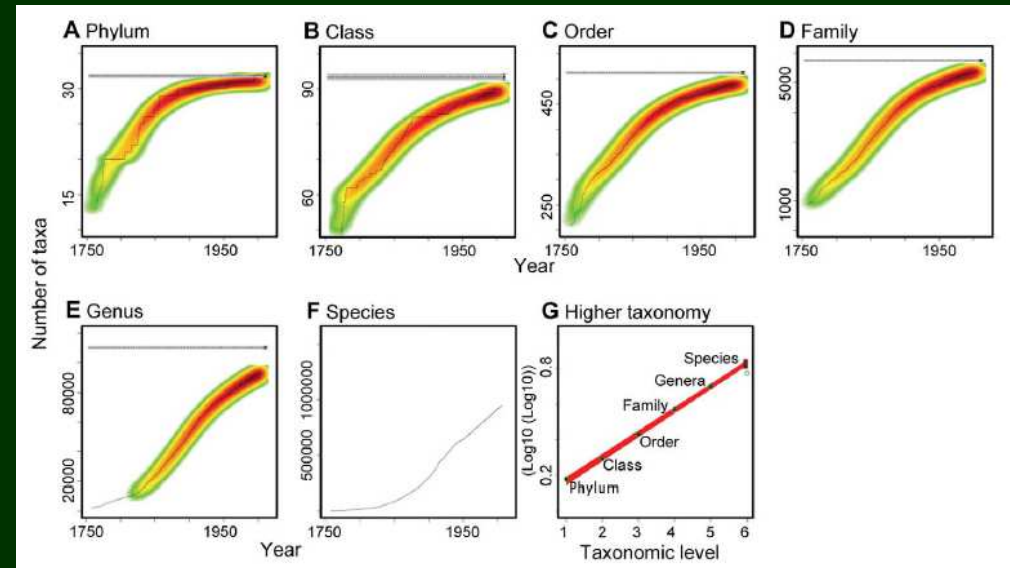 A Phylum
B Class
C Order
D Family
30
15
90
60
450
250
5000
1000
1750
1950
1750
1950
1750
1950
1750
1950
Number of taxa
Year
E Genus
F Species
G Higher taxonomy
80000
20000
1000000
500000
(Log10 (Log10))
0.8
0.2
Species
Genera
Family
Order
Class
Phylum
1750
1950
1750
1950
1 2 3 4 5 6
Year
Taxonomic level